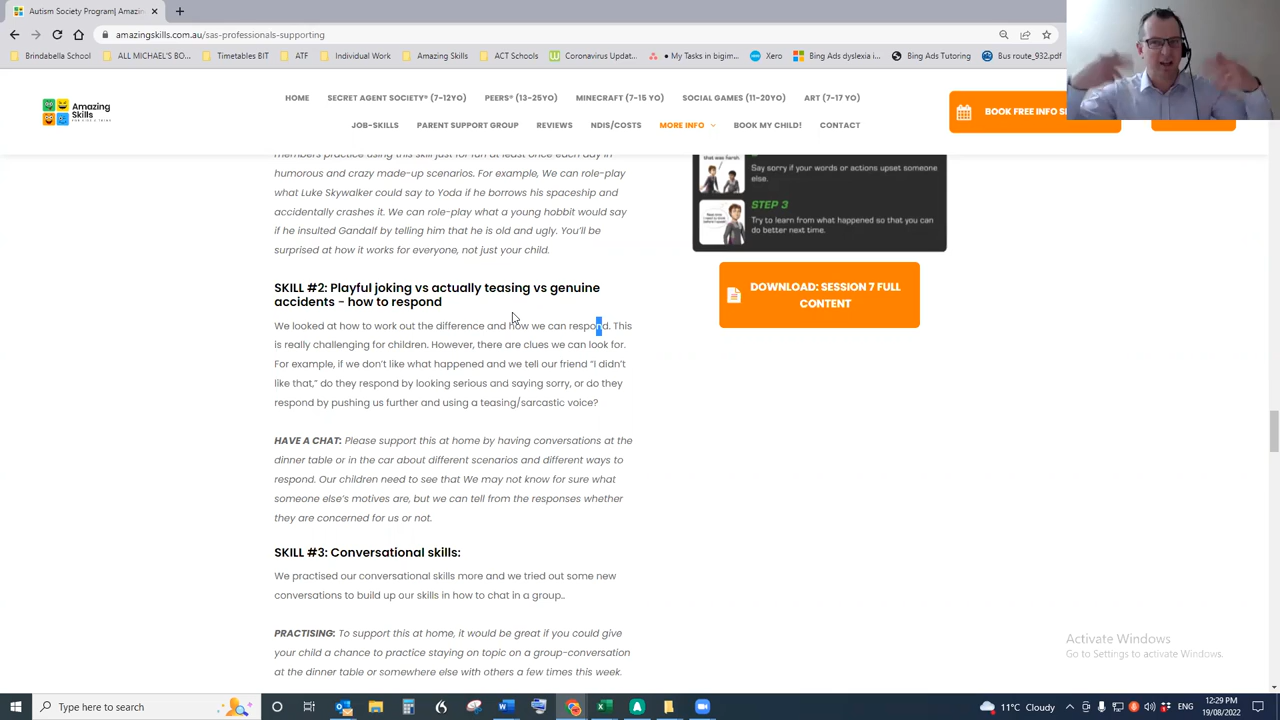 Autism Professionals| Amazing S
amazingskills.com.au/sas-professionals-supporting
Brindabella School
ALL MICHAEL'S BOO
Timetables BIT
ATH
Individual Work
Amazing Skills
ACT Schools
Coronavirus Updat
● My Tasks in bigim
Xero
Bing Ads dyslexia i
Bing Ads Tutoring
Bus route_932.pdf
Amazing
Skills
HOME
SECRET AGENT SOCIETY® (7-12YO)
PEERS® (13-25YO)
MINECRAFT (7-15 YO)
SOCIAL GAMES (11-20YO)
ART (7-17 YO)
JOB-SKILLS
PARENT SUPPORT GROUP
REVIEWS
NDIS/COSTS
MORE INFO
BOOK MY CHILD!
CONTACT
BOOK FREE INFO S
members practice using this skill just for fun at least once each day in
humorous and crazy made-up scenarios. For example, We can role-play
what Luke Skywalker could say to Yoda if he borrows his spaceship and
accidentally crashes it. We can role-play what a young hobbit would say
if he insulted Gandalf by telling him that he is old and ugly. You'll be
surprised at how it works for everyone, not just your child.
SKILL #2: Playful joking vs actually teasing vs genuine
accidents - how to respond
We looked at how to work out the difference and how we can respond. This
is really challenging for children. However, there are clues we can look for.
For example, if we don't like what happened and we tell our friend "I didn't
like that," do they respond by looking serious and saying sorry, or do they
respond by pushing us further and using a teasing/sarcastic voice?
HAVE A CHAT: Please support this at home by having conversations at the
dinner table or in the car about different scenarios and different ways to
respond. Our children need to see that We may not know for sure what
someone else's motives are, but we can tell from the responses whether
they are concerned for us or not.
SKILL #3: Conversational skills:
We practised our conversational skills more and we tried out some new
conversations to build up our skills in how to chat in a group..
PRACTISING: To support this at home, it would be great if you could give
your child a chance to practice staying on topic on a group-conversation
at the dinner table or somewhere else with others a few times this week.
that was harsh.
Say sorry if your words or actions upset someone
else.
STEP 3
Try to learn from what happened so that you can
do better next time.
DOWNLOAD: SESSION 7 FULL
CONTENT
Activate Windows
Go to Settings to activate Windows.
Type here to search
11°C Cloudy
12:29 PM
19/08/2022